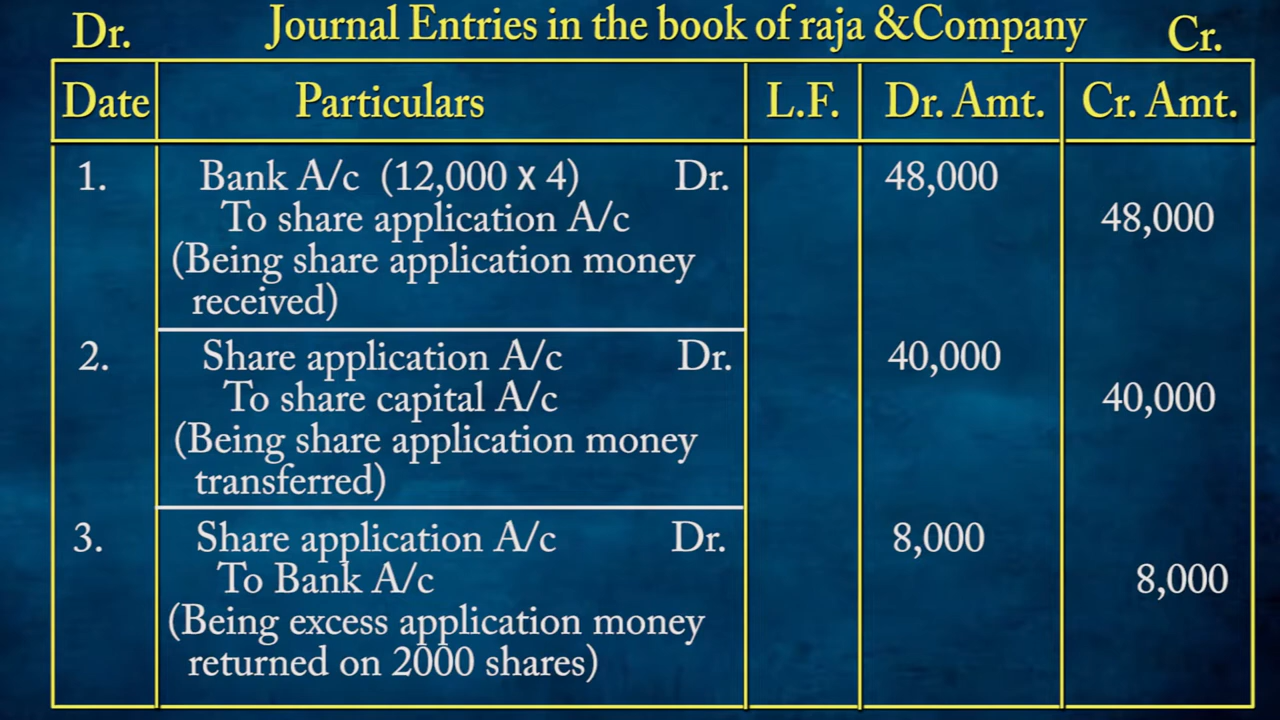 Dr. Journal Entries in the book of raja &Company Cr.
Date Particulars L.F. Dr. Amt. Cr. Amt.
1. Bank A/c (12,000 x 4) Dr. 48,000
To share application A/c 48,000
(Being share application money
received)
2. Share application A/c Dr. 40,000
To share capital A/c 40,000
(Being share application money
transferred)
3. Share application A/c Dr. 8,000
To Bank A/c 8,000
(Being excess application money
returned on 2000 shares)